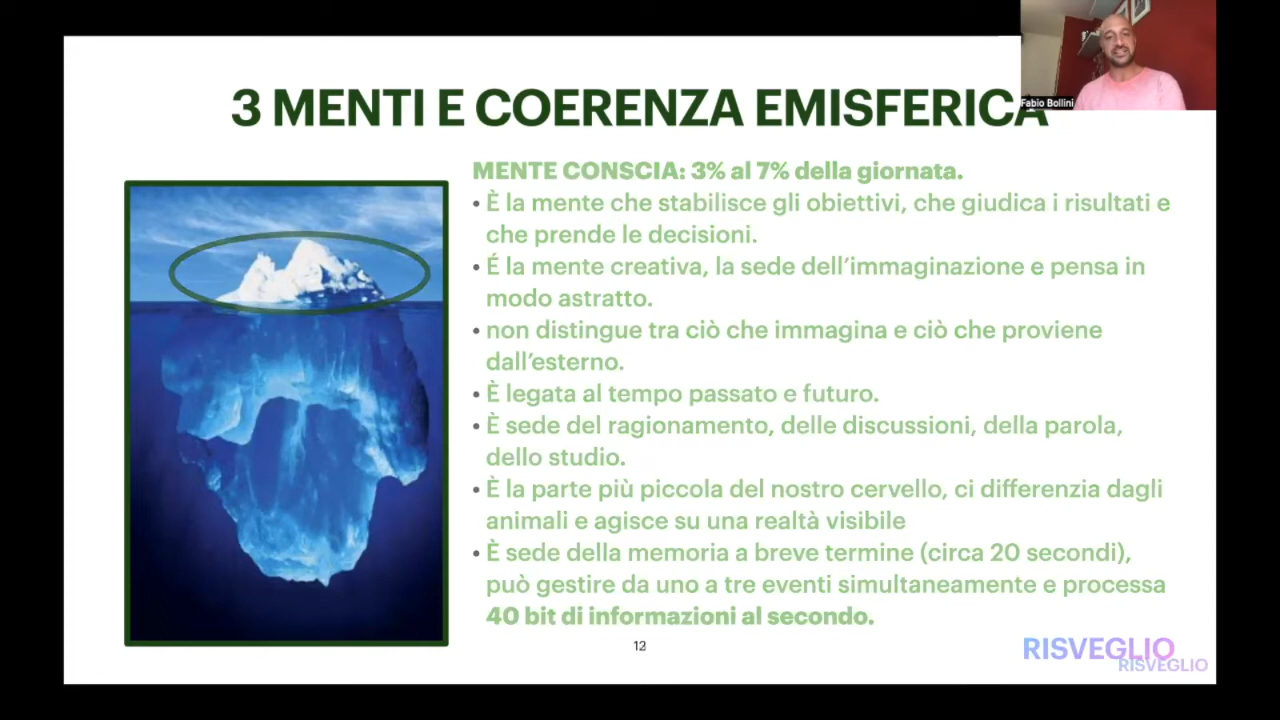 3 MENTI E COERENZA EMISFERICA
Fabio Bollini
MENTE CONSCIA: 3% al 7% della giornata.
• È la mente che stabilisce gli obiettivi, che giudica i risultati e
che prende le decisioni.
• É la mente creativa, la sede dell’immaginazione e pensa in
modo astratto.
• non distingue tra ciò che immagina e ciò che proviene
dall’esterno.
• È legata al tempo passato e futuro.
• È sede del ragionamento, delle discussioni, della parola,
dello studio.
• È la parte più piccola del nostro cervello, ci differenzia dagli
animali e agisce su una realtà visibile
• È sede della memoria a breve termine (circa 20 secondi),
può gestire da uno a tre eventi simultaneamente e processa
40 bit di informazioni al secondo.
12
RISVEGLIO
RISVEGLIO